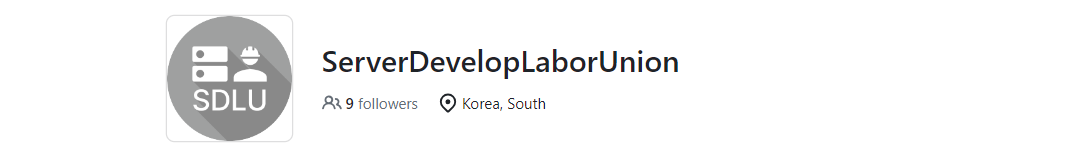 SDLU
ServerDevelopLaborUnion
9 followers
Korea, South